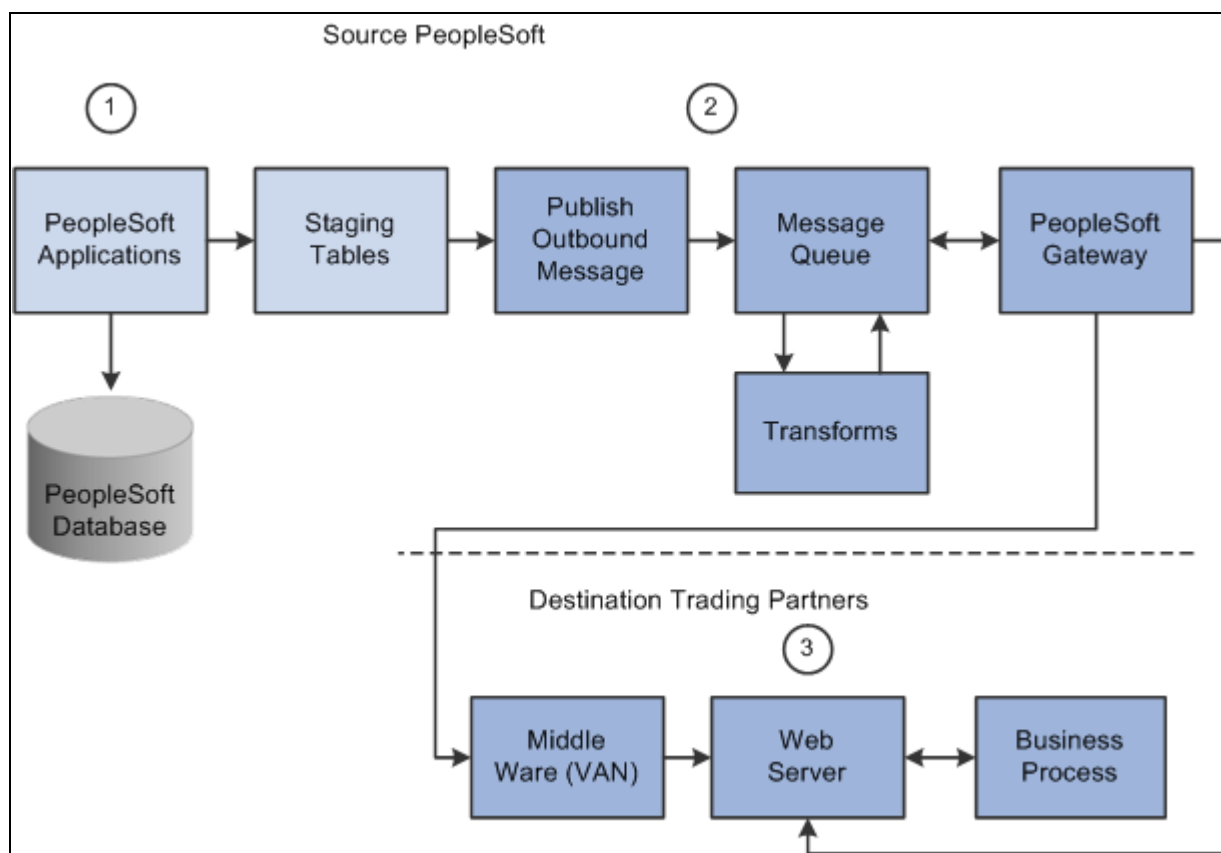 Source PeopleSoft
1
2
PeopleSoft
Applications
Staging
Tables
Publish
Outbound
Message
Message
Queue
PeopleSoft
Gateway
Transforms
PeopleSoft
Database
Destination Trading Partners
3
Middle
Ware (VAN)
Web
Server
Business
Process